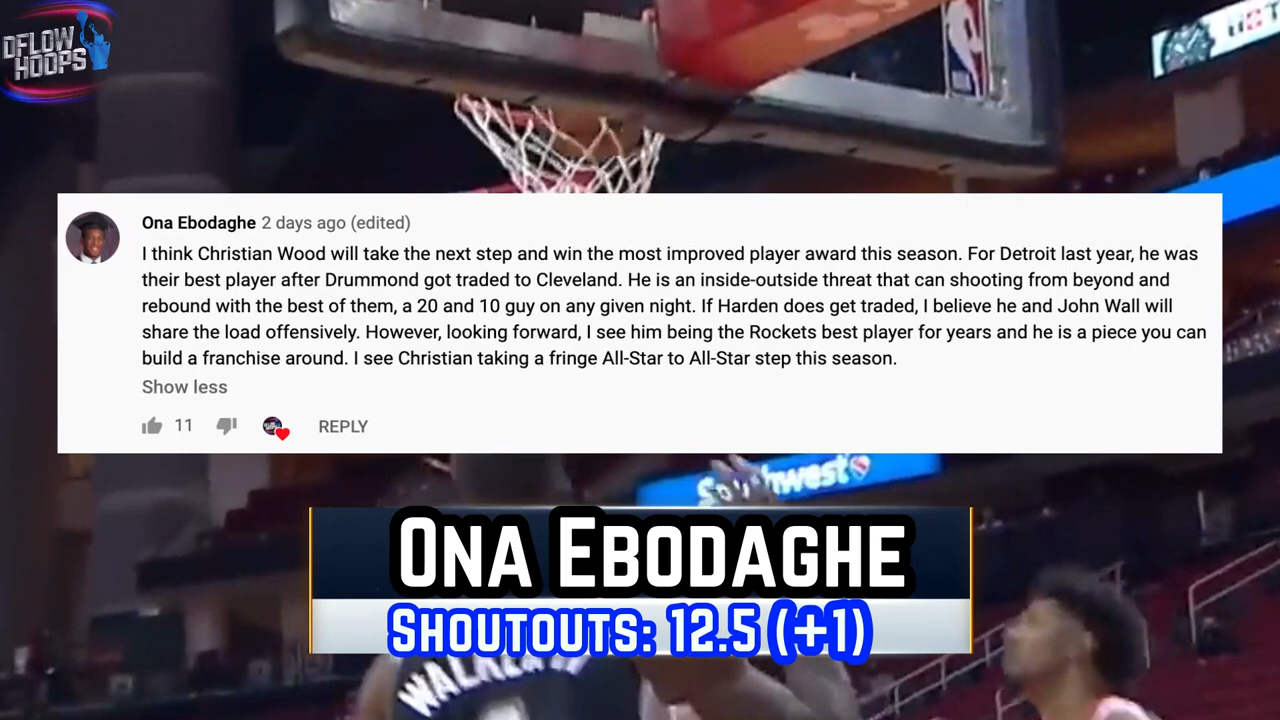 DFLOW
HOOPS
HOT
Ona Ebodaghe 2 days ago (edited)
I think Christian Wood will take the next step and win the most improved player award this season. For Detroit last year, he was
their best player after Drummond got traded to Cleveland. He is an inside-outside threat that can shooting from beyond and
rebound with the best of them, a 20 and 10 guy on any given night. If Harden does get traded, I believe he and John Wall will
share the load offensively. However, looking forward, I see him being the Rockets best player for years and he is a piece you can
build a franchise around. I see Christian taking a fringe All-Star to All-Star step this season.
Show less
11 REPLY
Southwest
ONA EBODAGHE
SHOUTOUTS: 12.5 (+1)